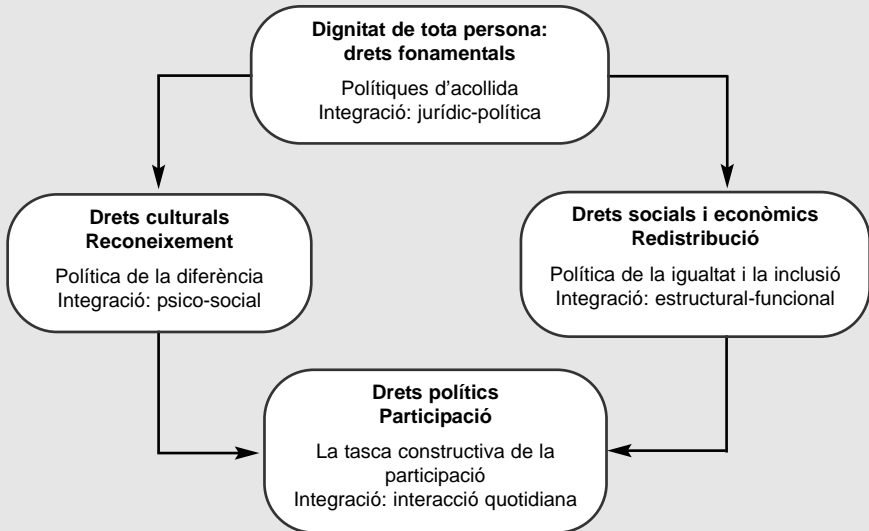 Dignitat de tota persona:
drets fonamentals
Polítiques d'acollida
Integració: jurídic-política
Drets culturals
Reconeixement
Política de la diferència
Integració: psico-social
Drets socials i econòmics
Redistribució
Política de la igualtat i la inclusió
Integració: estructural-funcional
Drets polítics
Participació
La tasca constructiva de la
participació
Integració: interacció quotidiana